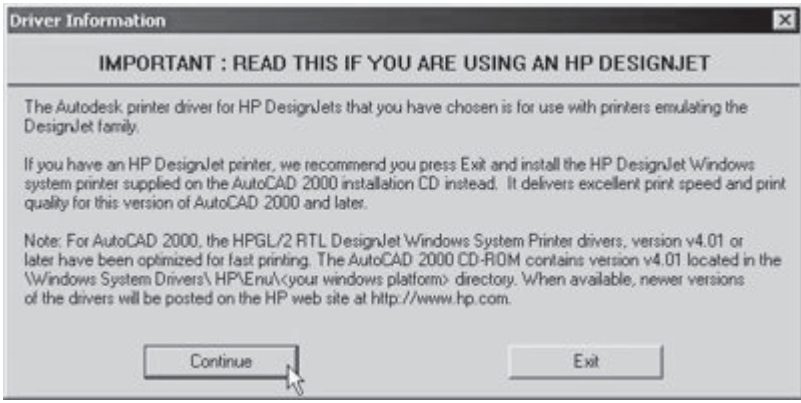 Driver Information
IMPORTANT : READ THIS IF YOU ARE USING AN HP DESIGNJET
The Autodesk printer driver for HP DesignJets that you have chosen is for use with printers emulating the
DesignJet family.
If you have an HP DesignJet printer, we recommend you press Exit and install the HP DesignJet Windows
system printer supplied on the AutoCAD 2000 installation CD instead. It delivers excellent print speed and print
quality for this version of AutoCAD 2000 and later.
Note: For AutoCAD 2000, the HPGL/2 RTL DesignJet Windows System Printer drivers, version v4.01 or
later have been optimized for fast printing. The AutoCAD 2000 CD-ROM contains version v4.01 located in the
\Windows System Drivers\ HP\Enu\<your windows platform> directory. When available, newer versions
of the drivers will be posted on the HP web site at http://www.hp.com.
Continue
Exit